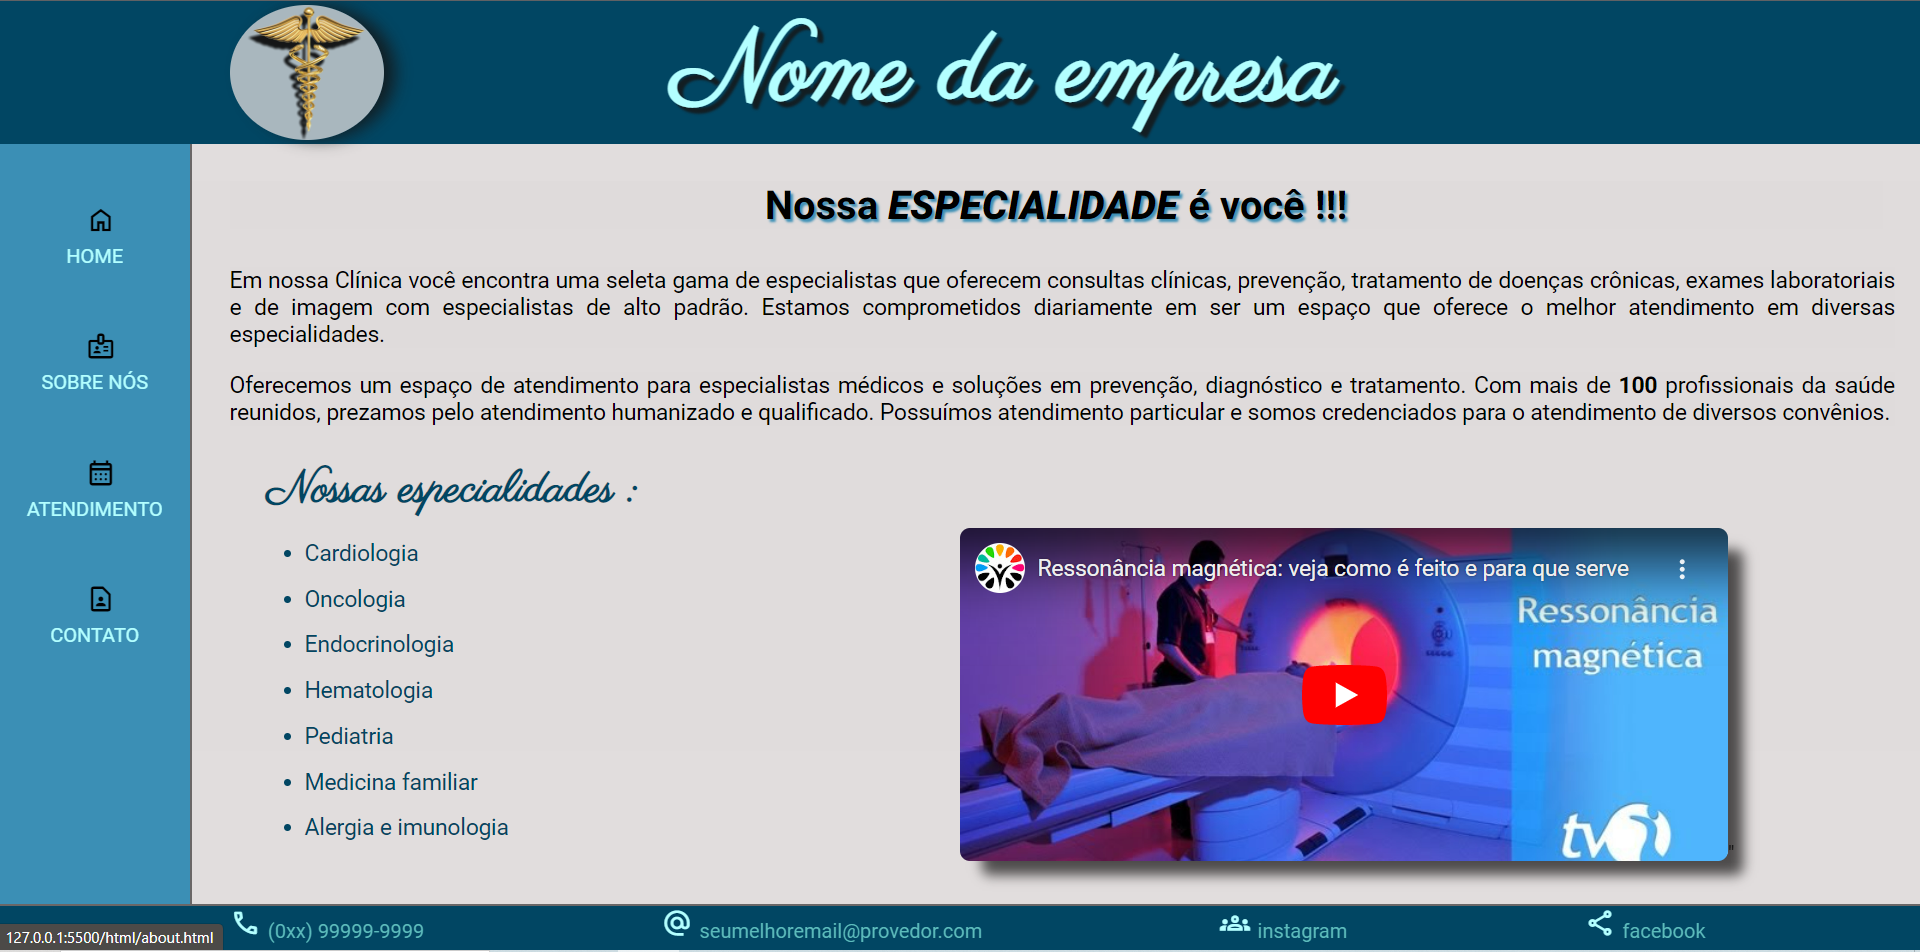 Nome da empresa
HOME
SOBRE NÓS
ATENDIMENTO
CONTATO
Nossa ESPECIALIDADE é você !!!
Em nossa Clínica você encontra uma seleta gama de especialistas que oferecem consultas clínicas, prevenção, tratamento de doenças crônicas, exames laboratoriais
e de imagem com especialistas de alto padrão. Estamos comprometidos diariamente em ser um espaço que oferece o melhor atendimento em diversas
especialidades.
Oferecemos um espaço de atendimento para especialistas médicos e soluções em prevenção, diagnóstico e tratamento. Com mais de 100 profissionais da saúde
reunidos, prezamos pelo atendimento humanizado e qualificado. Possuímos atendimento particular e somos credenciados para o atendimento de diversos convênios.
Nossas especialidades :
• Cardiologia
• Oncologia
• Endocrinologia
• Hematologia
• Pediatria
• Medicina familiar
• Alergia e imunologia
Ressonância magnética: veja como é feito e para que serve
Ressonância
magnética
tv
"
(0xx) 99999-9999
seumelhoremail@provedor.com
instagram
facebook
127.0.0.1:5500/html/about.html